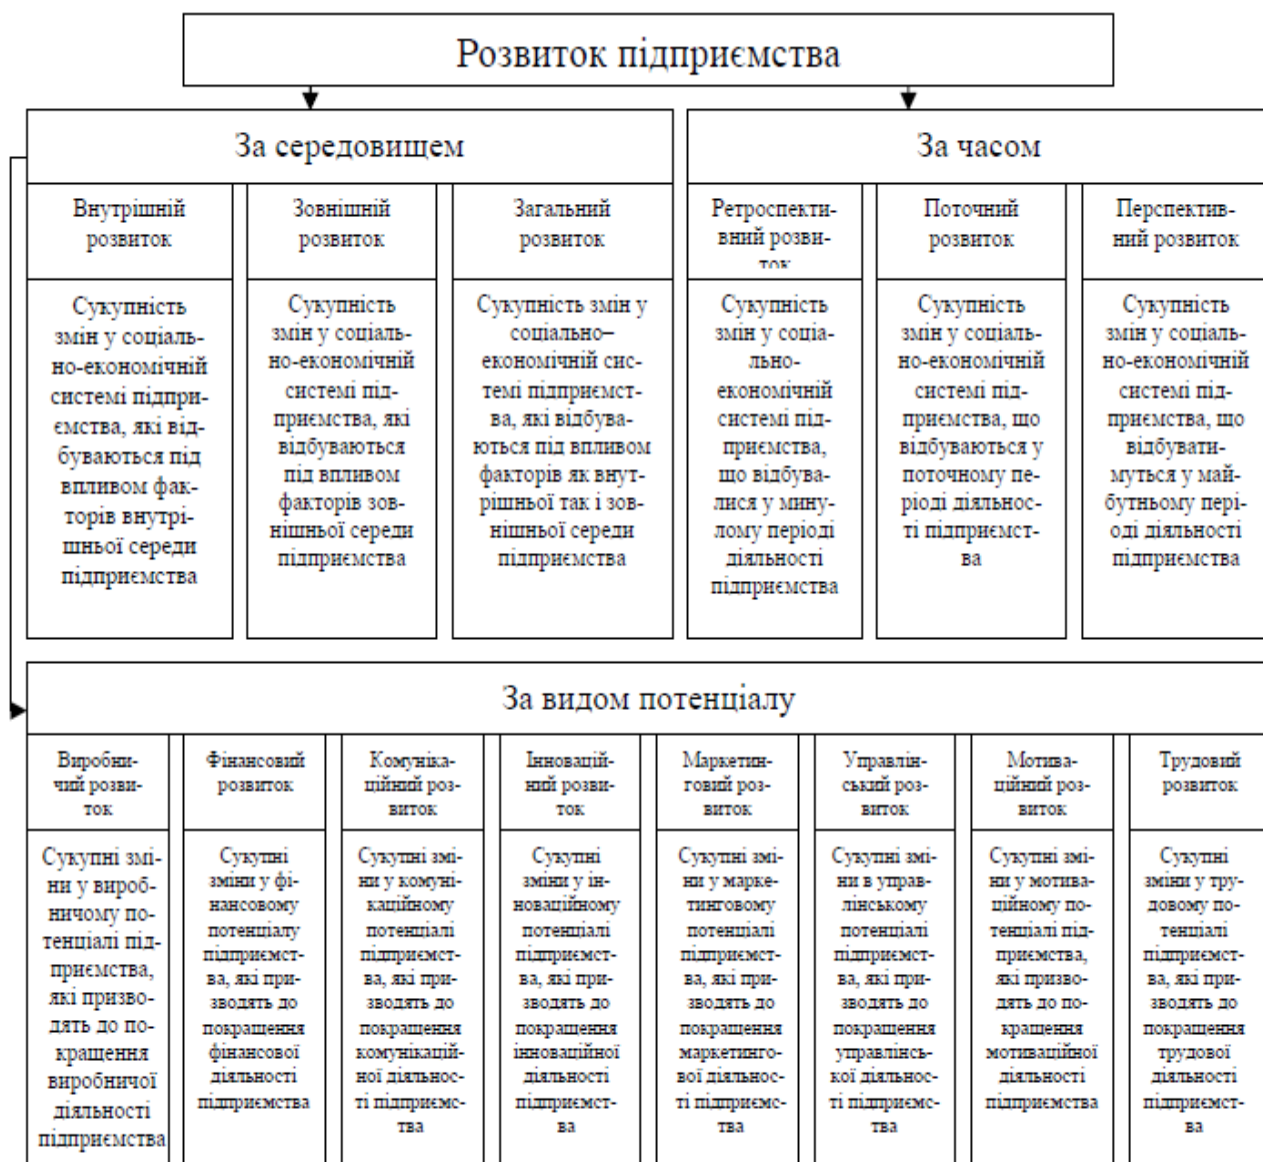 Розвиток підприємства
За середовищем
За часом
Внутрішній
розвиток
Зовнішній
розвиток
Загальний
розвиток
Ретроспекти-
вний розви-
ток
Поточний
розвиток
Перспектив-
ний розвиток
Сукупність
змін у соціаль-
но-економічній
системі підпри-
ємства, які від-
буваються під
впливом фак-
торів внутрі-
шньої середи
підприємства
Сукупність
змін у соціаль-
но-економічній
системі під-
приємства, які
відбуваються
під впливом
факторів зов-
нішньої середи
підприємства
Сукупність змін у
соціально–
економічній сис-
темі підприємст-
ва, які відбува-
ються під впливом
факторів як внут-
рішньої так і зов-
нішньої середи
підприємства
Сукупність
змін у соціа-
льно-
економічній
системі під-
приємства,
що відбува-
лися у мину-
лому періоді
діяльності
підприємства
Сукупність
змін у соціаль-
но-економічній
системі під-
приємства, що
відбуваються у
поточному пе-
ріоді діяльнос-
ті підприємст-
ва
Сукупність
змін у соціаль-
но-економічній
системі під-
приємства, що
відбувати-
муться у май-
бутньому пері-
оді діяльності
підприємства
За видом потенціалу
Виробни-
чий розви-
ток
Фінансовий
розвиток
Комуніка-
ційний роз-
виток
Інновацій-
ний розви-
ток
Маркетин-
говий роз-
виток
Управлін-
ський роз-
виток
Мотива-
ційний роз-
виток
Трудовий
розвиток
Сукупні змі-
ни у вироб-
ничому по-
тенціалі під-
приємства,
які призво-
дять до по-
кращення
виробничої
діяльності
підприємства
Сукупні
зміни у фі-
нансовому
потенціалу
підприємст-
ва, які при-
зводять до
покращення
фінансової
діяльності
підприємства
Сукупні змі-
ни у комуні-
каційному
потенціалі
підприємст-
ва, які при-
зводять до
покращення
комунікацій-
ної діяльнос-
ті підприємс-
тва
Сукупні
зміни у ін-
новаційному
потенціалі
підприємст-
ва, які при-
зводять до
покращення
інноваційної
діяльності
підприємст-
ва
Сукупні змі-
ни у марке-
тинговому
потенціалі
підприємст-
ва, які при-
зводять до
покращення
маркетинго-
вої діяльнос-
ті підприємс-
тва
Сукупні змі-
ни в управ-
лінському
потенціалі
підприємст-
ва, які при-
зводять до
покращення
управлінсь-
кої діяльнос-
ті підприємс-
тва
Сукупні змі-
ни у мотива-
ційному по-
тенціалі під-
приємства,
які призво-
дять до по-
кращення
мотиваційної
діяльності
підприємства
Сукупні
зміни у тру-
довому по-
тенціалі
підприємст-
ва, які при-
зводять до
покращення
трудової
діяльності
підприємст-
ва